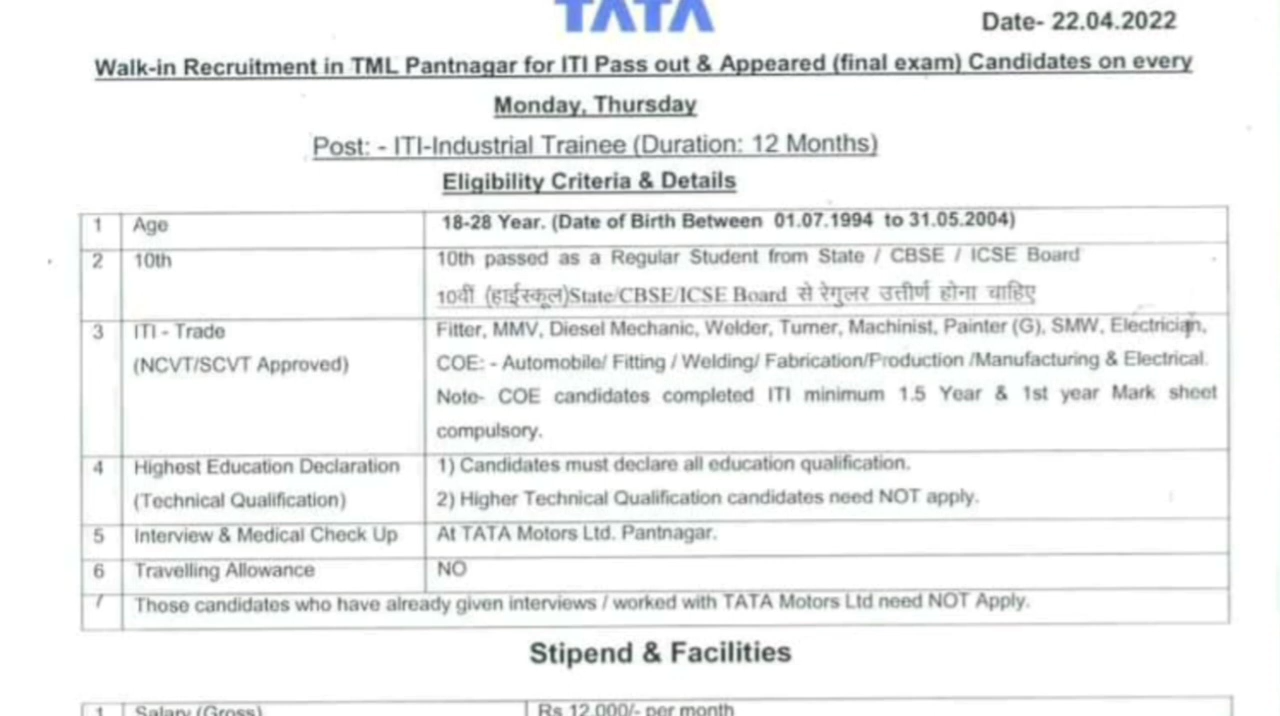 TATA
Date- 22.04.2022
Walk-in Recruitment in TML Pantnagar for ITI Pass out & Appeared (final exam) Candidates on every
Monday, Thursday
Post: - ITI-Industrial Trainee (Duration: 12 Months)
Eligibility Criteria & Details
1 Age 18-28 Year. (Date of Birth Between 01.07.1994 to 31.05.2004)
2 10th 10th passed as a Regular Student from State / CBSE / ICSE Board
10वीं (हाईस्कूल)State/CBSE/ICSE Board से रेगुलर उत्तीर्ण होना चाहिए
3 ITI - Trade Fitter, MMV, Diesel Mechanic, Welder, Turner, Machinist, Painter (G), SMW, Electrician,
(NCVT/SCVT Approved) COE: - Automobile/ Fitting / Welding/ Fabrication/Production /Manufacturing & Electrical.
Note- COE candidates completed ITI minimum 1.5 Year & 1st year Mark sheet
compulsory.
4 Highest Education Declaration 1) Candidates must declare all education qualification.
(Technical Qualification) 2) Higher Technical Qualification candidates need NOT apply.
5 Interview & Medical Check Up At TATA Motors Ltd. Pantnagar.
6 Travelling Allowance NO
7 Those candidates who have already given interviews / worked with TATA Motors Ltd need NOT Apply.
Stipend & Facilities
1 Salary (Gross) Rs 12,000/- per month